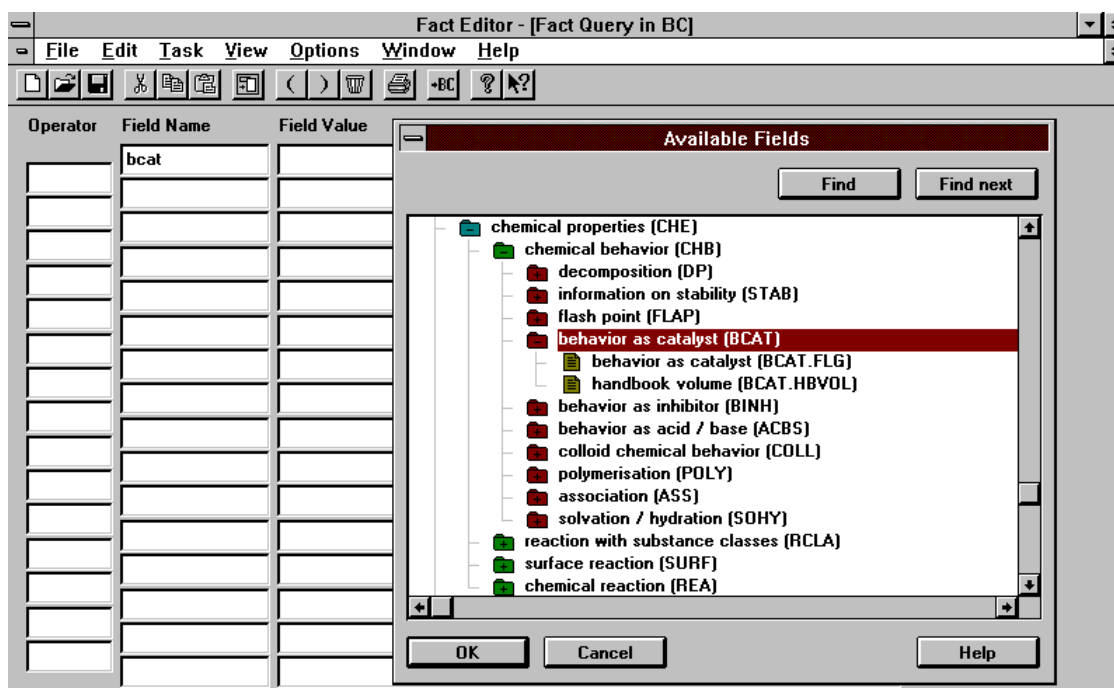 Fact Editor - [Fact Query in BC]
File Edit Task View Options Window Help
( ) →BC ? ?
Operator Field Name Field Value
bcat
Available Fields
Find Find next
chemical properties (CHE)
chemical behavior (CHB)
decomposition (DP)
information on stability (STAB)
flash point (FLAP)
behavior as catalyst (BCAT)
behavior as catalyst (BCAT.FLG)
handbook volume (BCAT.HBVOL)
behavior as inhibitor (BINH)
behavior as acid / base (ACBS)
colloid chemical behavior (COLL)
polymerisation (POLY)
association (ASS)
solvation / hydration (SOHY)
reaction with substance classes (RCLA)
surface reaction (SURF)
chemical reaction (REA)
OK Cancel Help